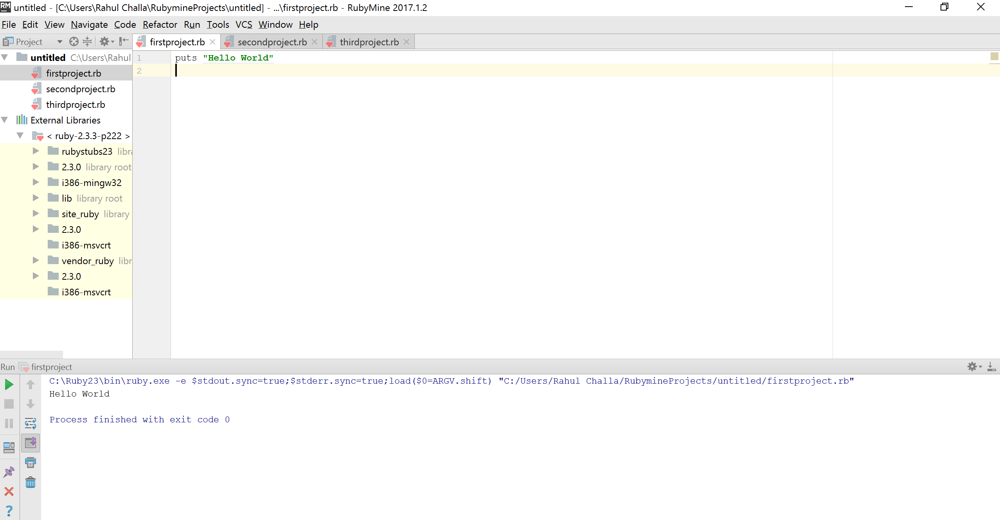 RM untitled - [C:\Users\Rahul Challa\RubymineProjects\untitled] - ...\firstproject.rb - RubyMine 2017.1.2
File Edit View Navigate Code Refactor Run Tools VCS Window Help
Project firstproject.rb secondproject.rb thirdproject.rb
untitled C:\Users\Rahul
firstproject.rb
secondproject.rb
thirdproject.rb
External Libraries
< ruby-2.3.3-p222 >
rubystubs23 libra
2.3.0 library root
i386-mingw32
lib library root
site_ruby library
2.3.0
i386-msvcrt
vendor_ruby libr
2.3.0
i386-msvcrt
1 puts "Hello World"
2
Run firstproject
C:\Ruby23\bin\ruby.exe -e $stdout.sync=true;$stderr.sync=true;load($0=ARGV.shift) "C:/Users/Rahul Challa/RubymineProjects/untitled/firstproject.rb"
Hello World
Process finished with exit code 0